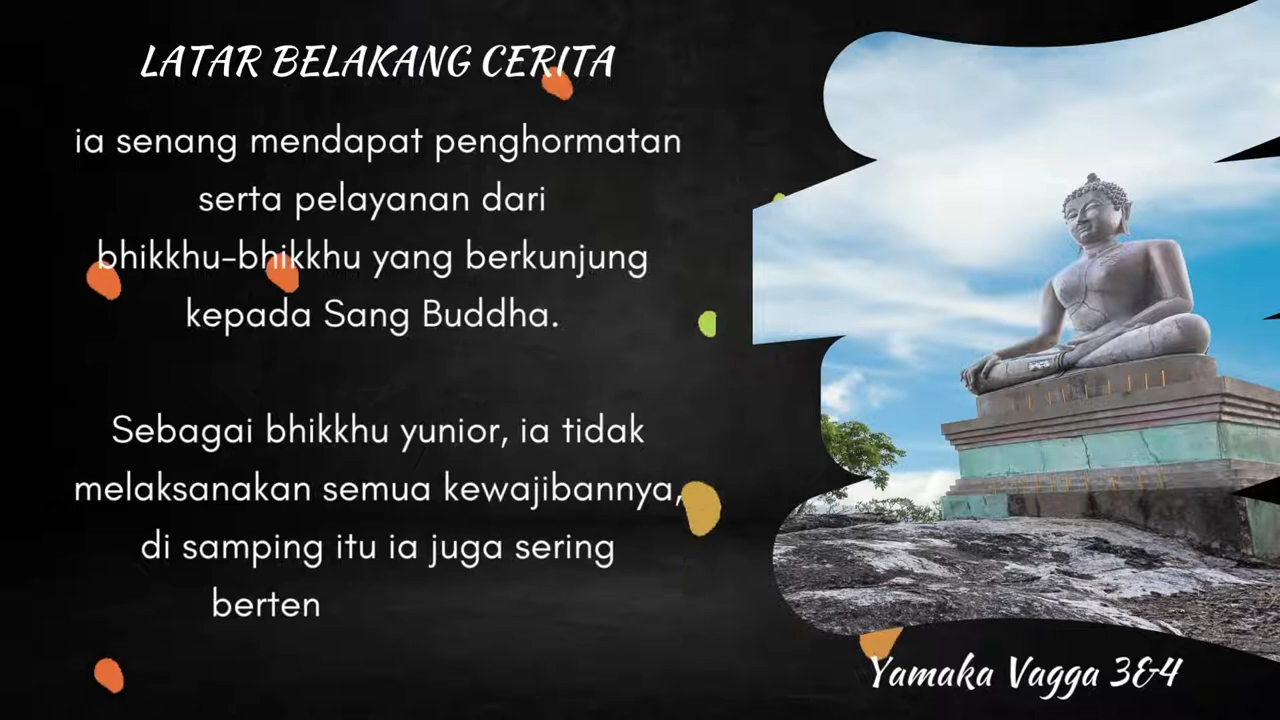 LATAR BELAKANG CERITA
ia senang mendapat penghormatan
serta pelayanan dari
bhikkhu-bhikkhu yang berkunjung
kepada Sang Buddha.
Sebagai bhikkhu yunior, ia tidak
melaksanakan semua kewajibannya,
di samping itu ia juga sering
berten
Yamaka Vagga 3&4